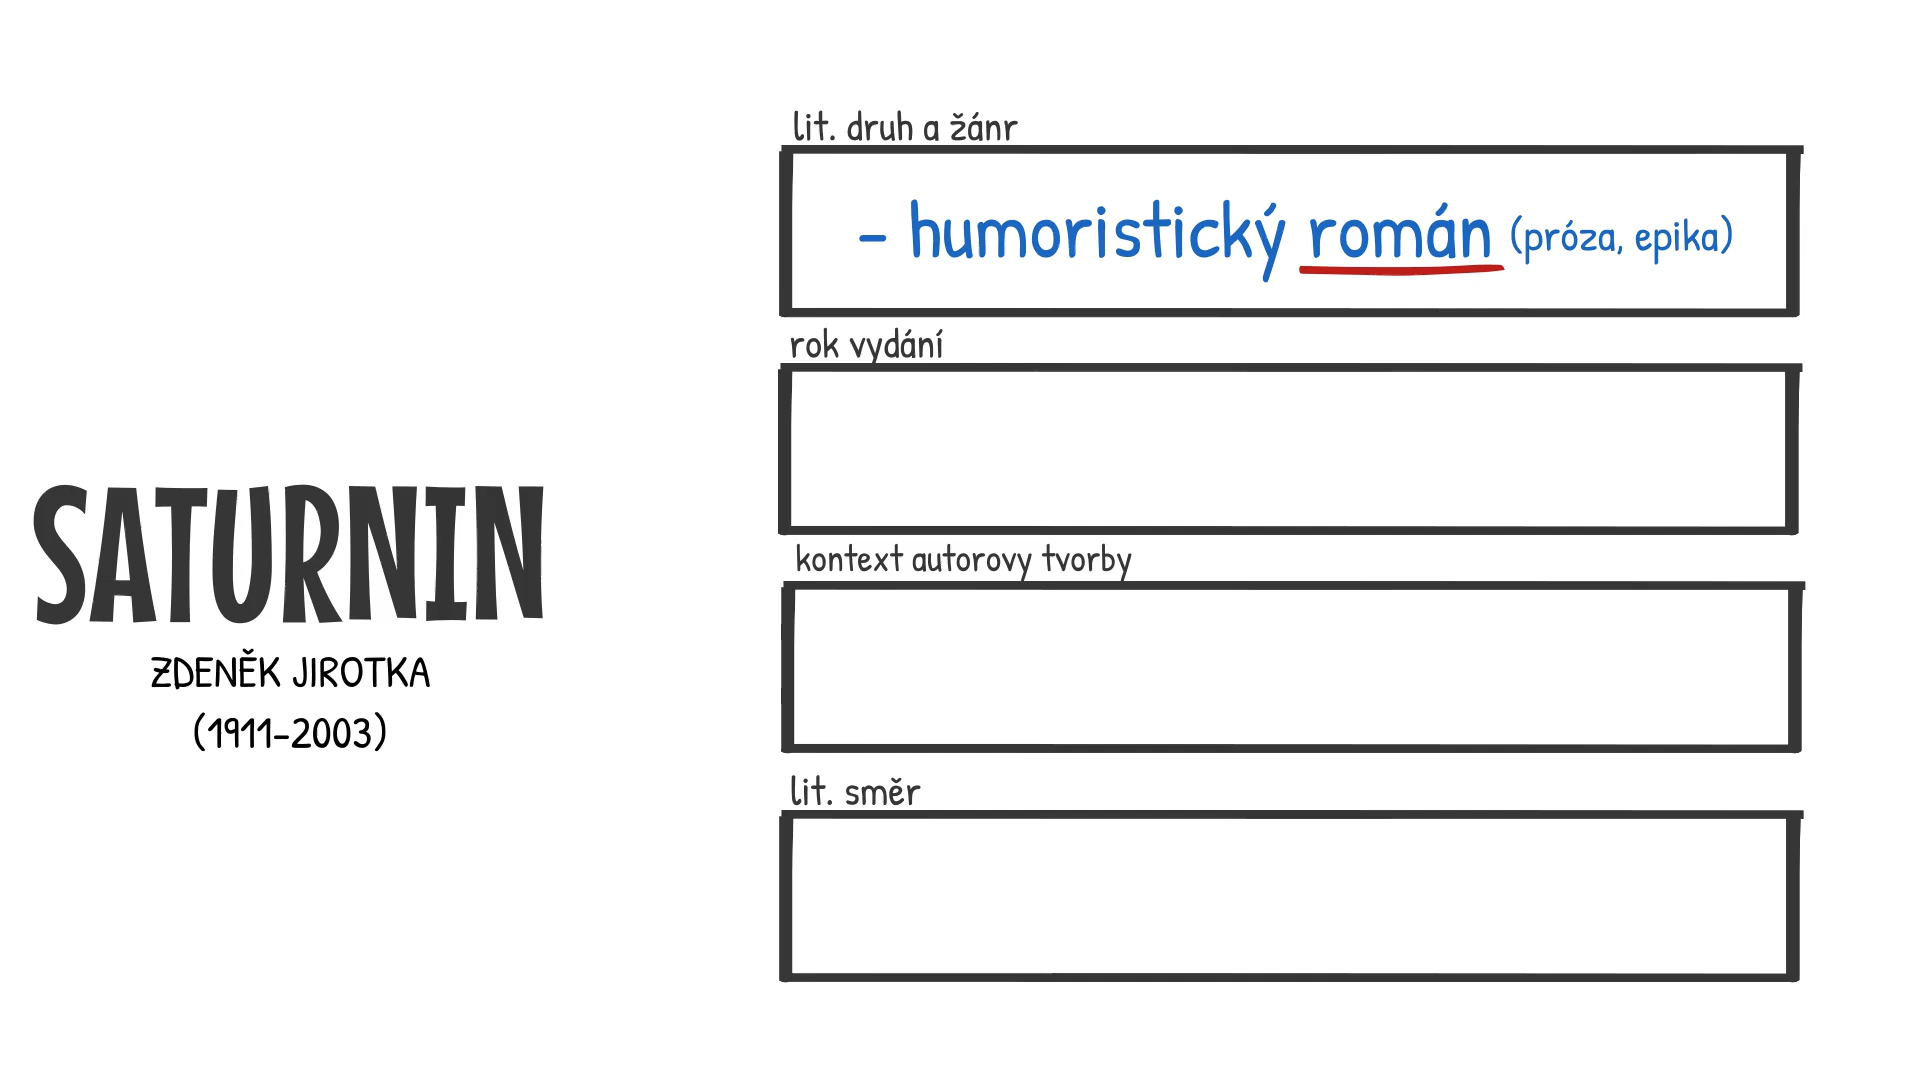 SATURNIN
ZDENĚK JIROTKA
(1911-2003)
lit. druh a žánr
- humoristický román (próza, epika)
rok vydání
kontext autorovy tvorby
lit. směr